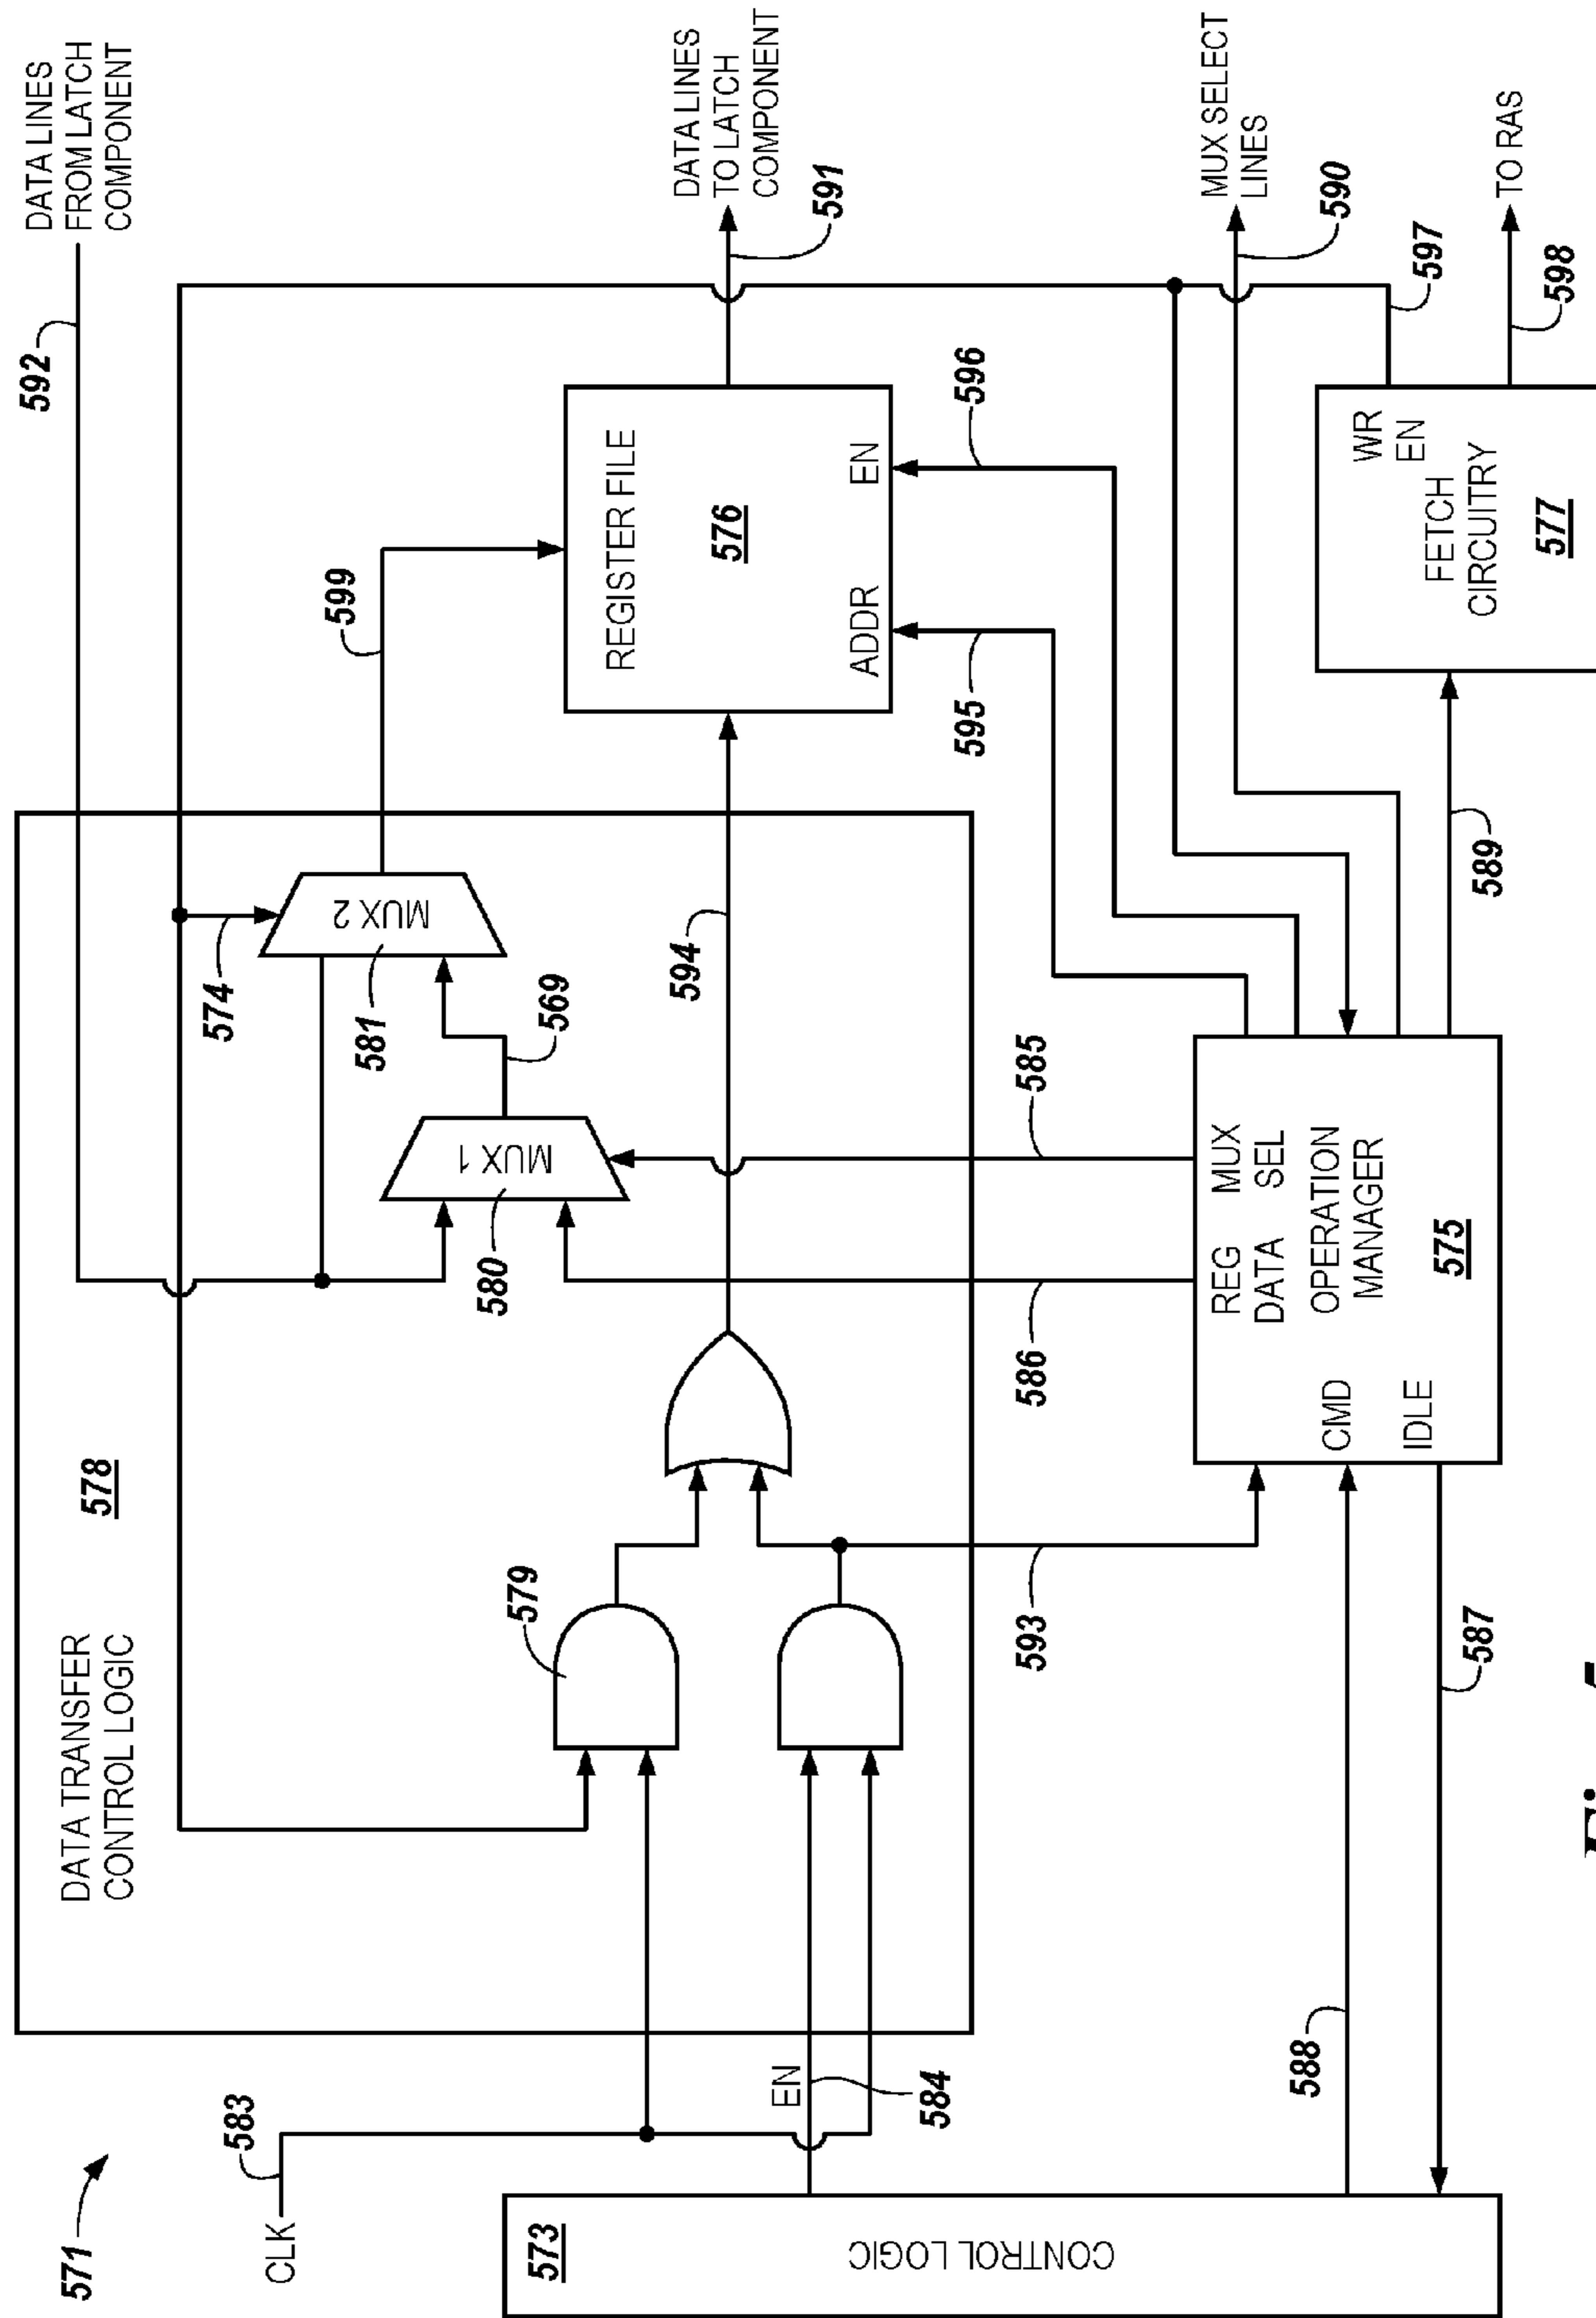 571
583
CLK
573
CONTROL LOGIC
DATA TRANSFER
CONTROL LOGIC
578
579
EN
584
588
587
593
586
585
580
MUX 1
569
574
581
MUX 2
594
599
592
DATA LINES
FROM LATCH
COMPONENT
REGISTER FILE
576
ADDR
EN
595
596
DATA LINES
TO LATCH
COMPONENT
591
REG
DATA
MUX
SEL
CMD
OPERATION
MANAGER
IDLE
575
589
MUX SELECT
LINES
590
597
WR
EN
FETCH
CIRCUITRY
577
TO RAS
598